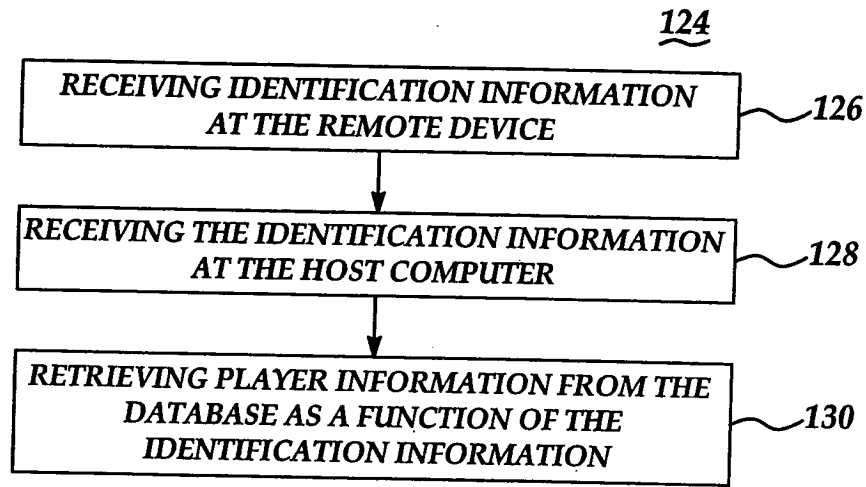 124
RECEIVING IDENTIFICATION INFORMATION
AT THE REMOTE DEVICE
126
RECEIVING THE IDENTIFICATION INFORMATION
AT THE HOST COMPUTER
128
RETRIEVING PLAYER INFORMATION FROM THE
DATABASE AS A FUNCTION OF THE
IDENTIFICATION INFORMATION
130